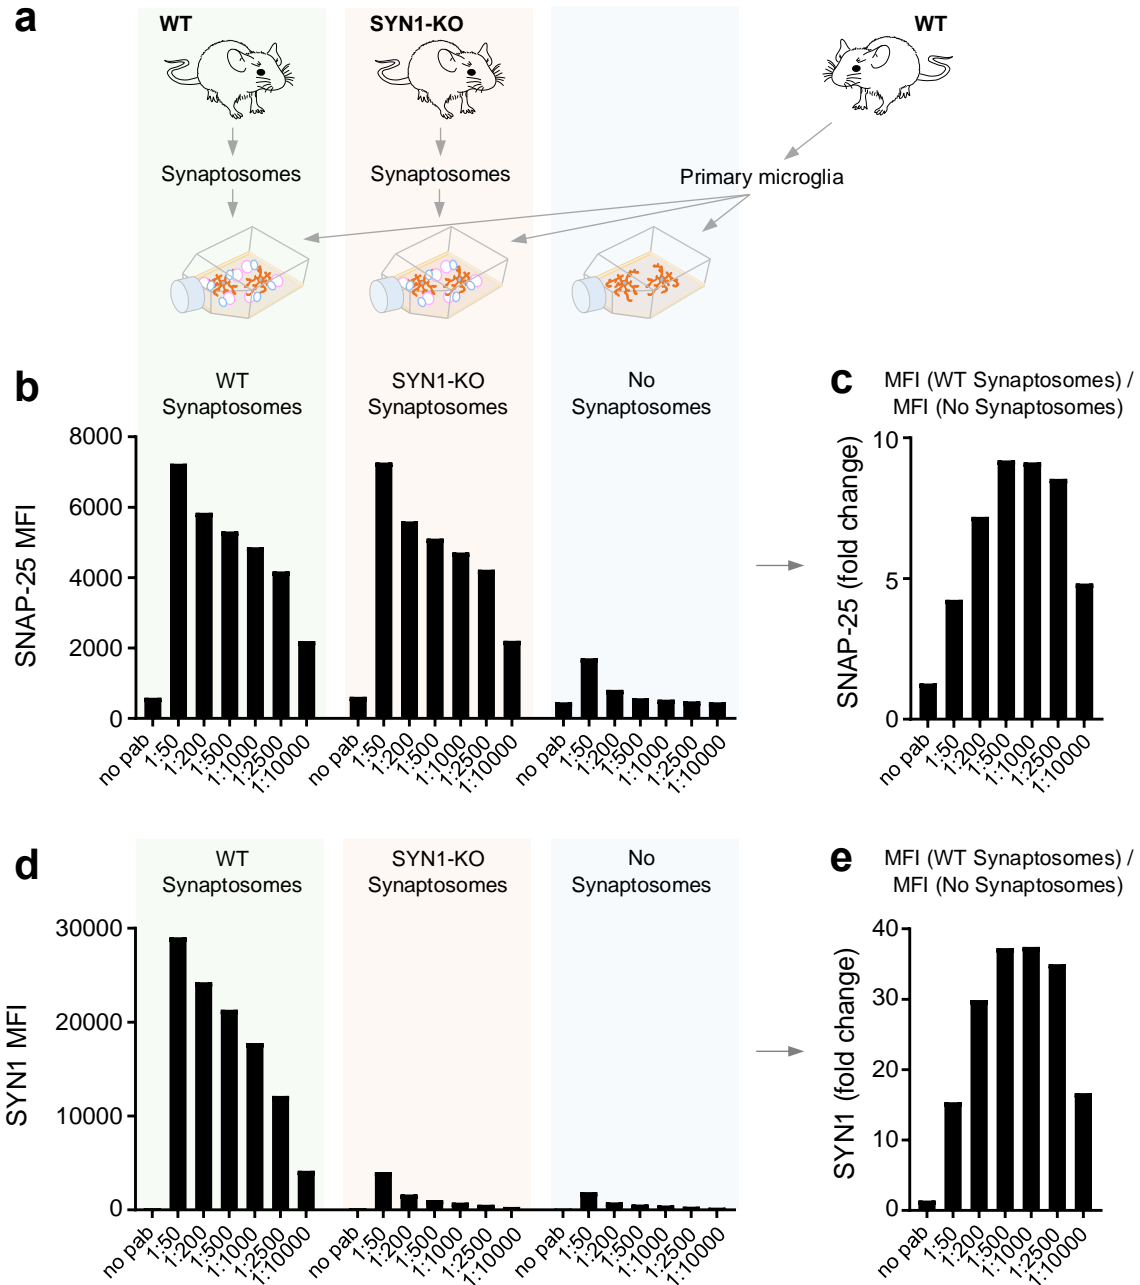 a
WT
SYN1-KO
WT
Synaptosomes
Synaptosomes
Primary microglia
b
WT
Synaptosomes
SYN1-KO
Synaptosomes
No
Synaptosomes
SNAP-25 MFI
8000
6000
4000
2000
0
no pab
1:50
1:200
1:500
1:1000
1:2500
1:10000
no pab
1:50
1:200
1:500
1:1000
1:2500
1:10000
no pab
1:50
1:200
1:500
1:1000
1:2500
1:10000
c
MFI (WT Synaptosomes) /
MFI (No Synaptosomes)
SNAP-25 (fold change)
10
5
0
no pab
1:50
1:200
1:500
1:1000
1:2500
1:10000
d
WT
Synaptosomes
SYN1-KO
Synaptosomes
No
Synaptosomes
SYN1 MFI
30000
20000
10000
0
no pab
1:50
1:200
1:500
1:1000
1:2500
1:10000
no pab
1:50
1:200
1:500
1:1000
1:2500
1:10000
no pab
1:50
1:200
1:500
1:1000
1:2500
1:10000
e
MFI (WT Synaptosomes) /
MFI (No Synaptosomes)
SYN1 (fold change)
40
30
20
10
0
no pab
1:50
1:200
1:500
1:1000
1:2500
1:10000